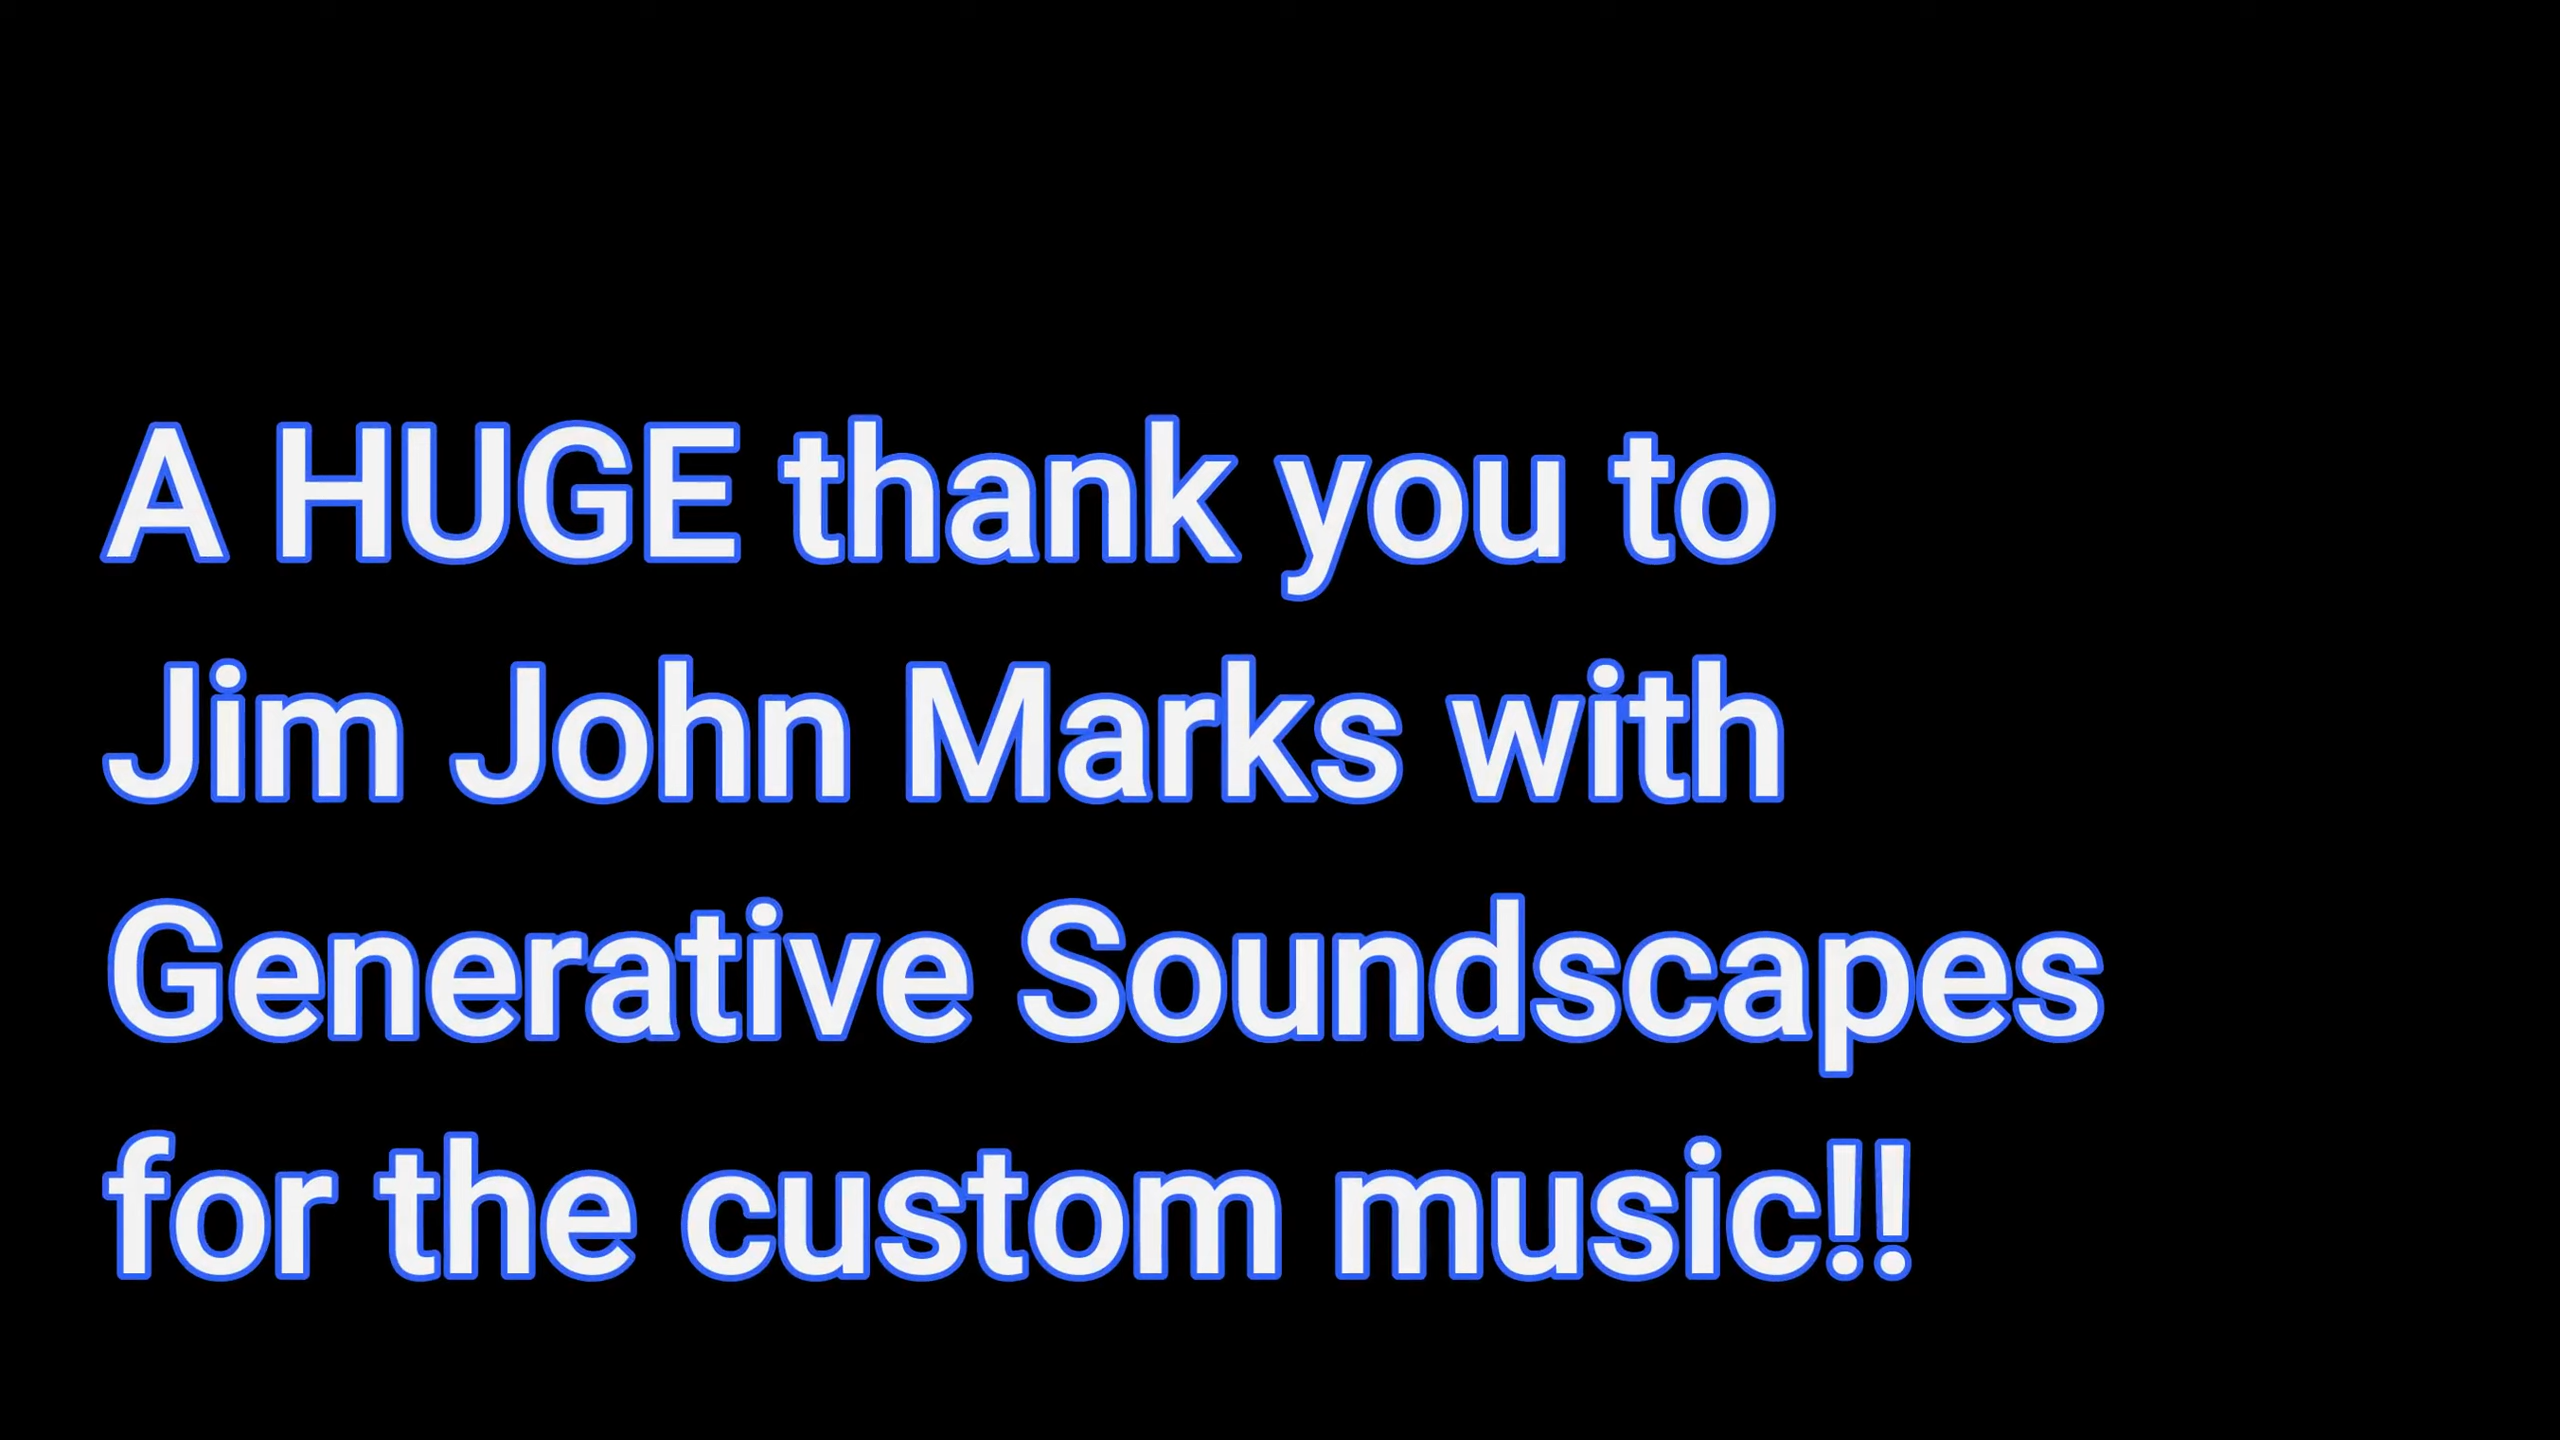 A HUGE thank you to
Jim John Marks with
Generative Soundscapes
for the custom music!!